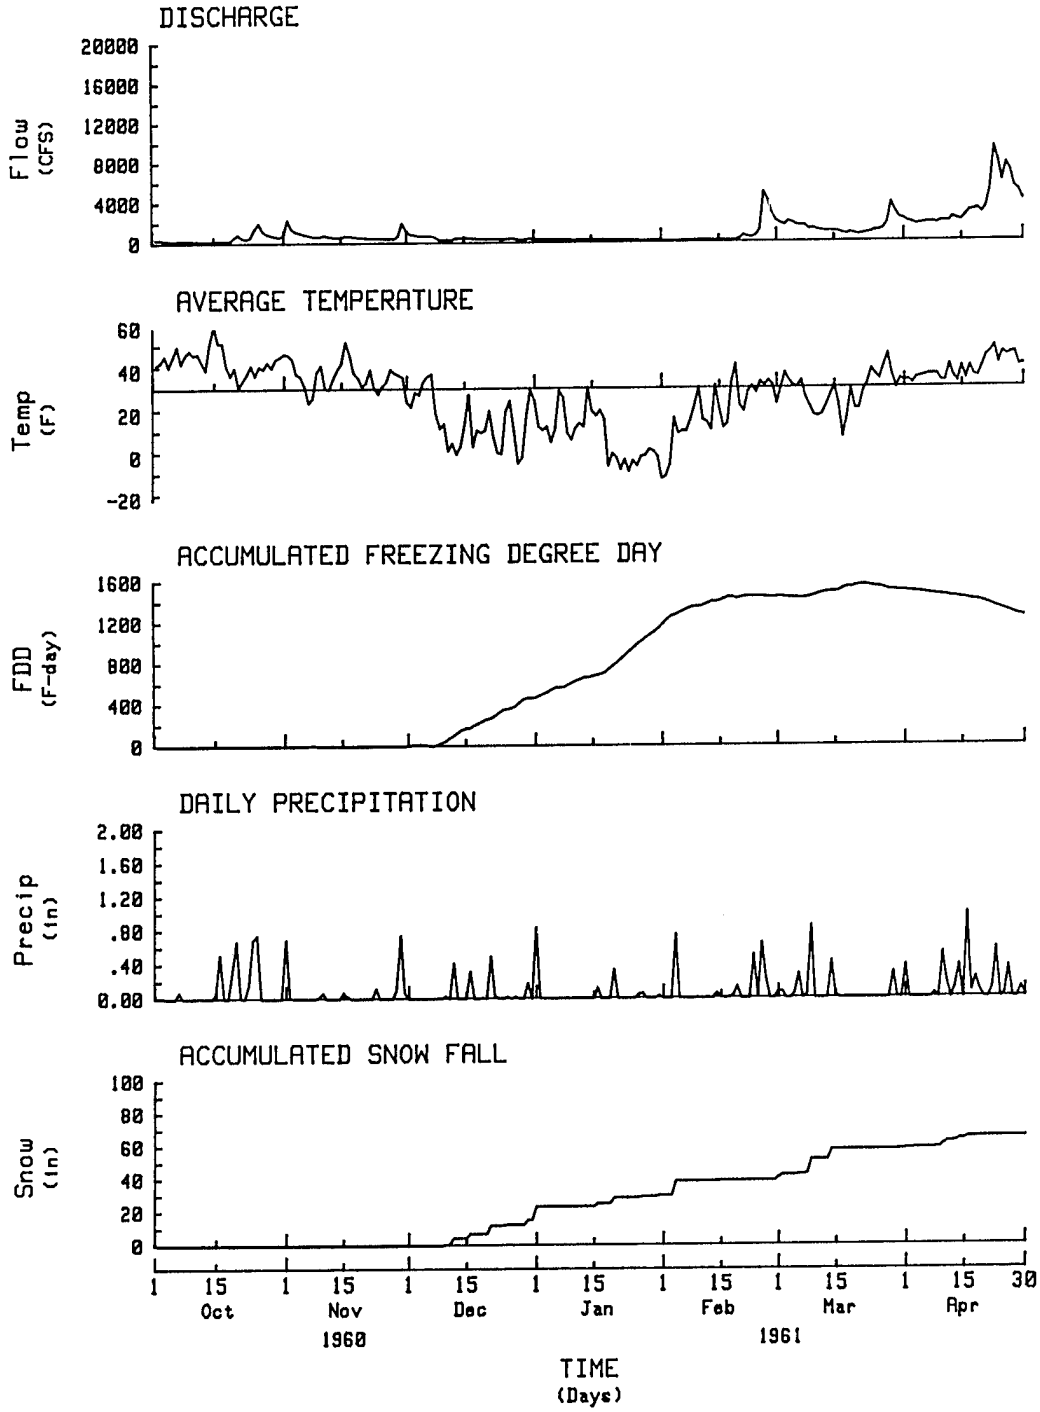 DISCHARGE
20000
16000
12000
8000
4000
0
Flow
(CFS)
AVERAGE TEMPERATURE
60
40
20
0
-20
Temp
(F)
ACCUMULATED FREEZING DEGREE DAY
1600
1200
800
400
0
FDD
(F-day)
DAILY PRECIPITATION
2.00
1.60
1.20
.80
.40
0.00
Precip
(in)
ACCUMULATED SNOW FALL
100
80
60
40
20
0
Snow
(in)
1 15 1 15 1 15 1 15 1 15 1 15 1 15 30
Oct Nov Dec Jan Feb Mar Apr
1960 1961
TIME
(Days)